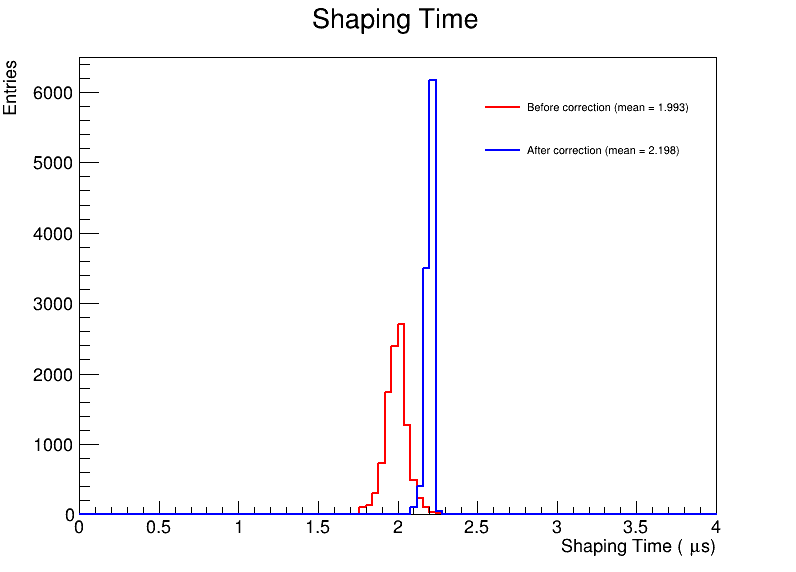 Shaping Time
Entries
6000
5000
4000
3000
2000
1000
0
Before correction (mean = 1.993)
After correction (mean = 2.198)
0 0.5 1 1.5 2 2.5 3 3.5 4
Shaping Time ( μs)